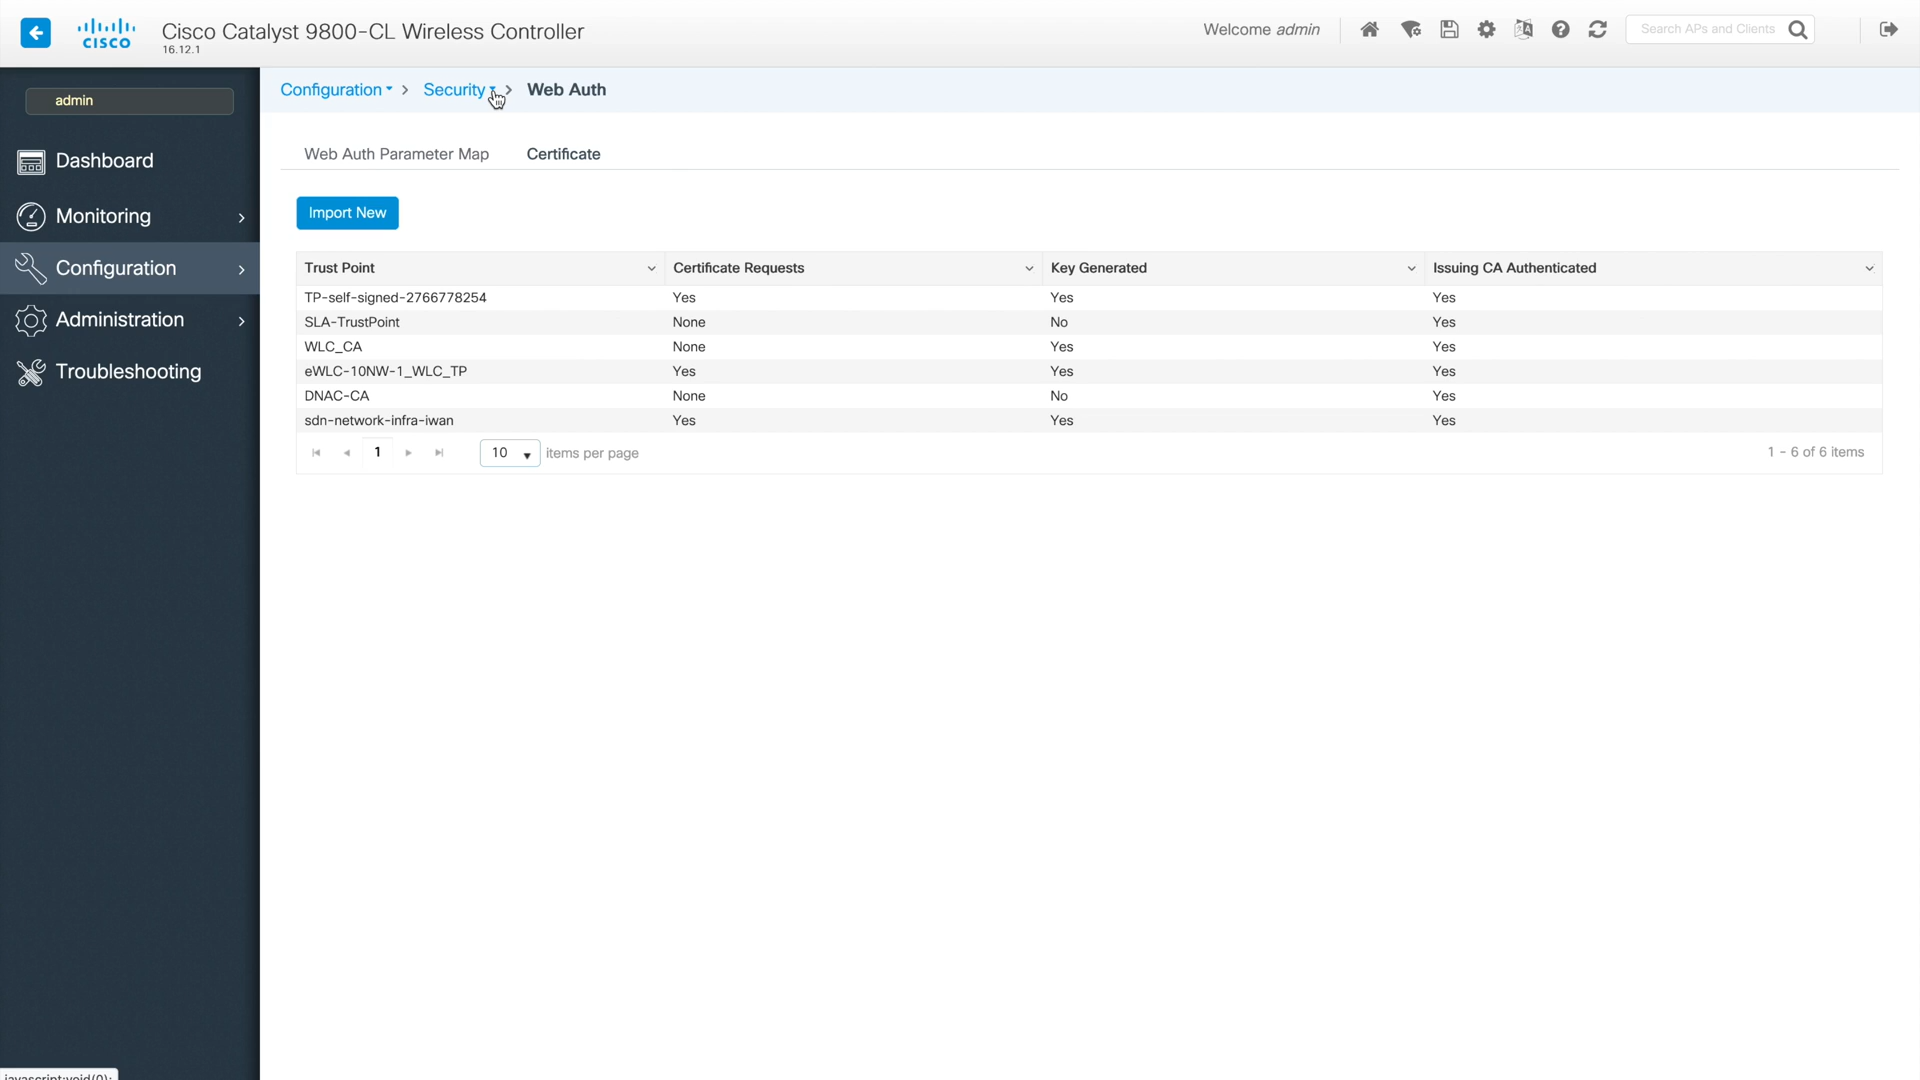 CISCO
Cisco Catalyst 9800-CL Wireless Controller
16.12.1
Welcome admin
Search APs and Clients
admin
Dashboard
Monitoring
Configuration
Administration
Troubleshooting
Configuration > Security > Web Auth
Web Auth Parameter Map Certificate
Import New
Trust Point Certificate Requests Key Generated Issuing CA Authenticated
TP-self-signed-2766778254 Yes Yes Yes
SLA-TrustPoint None No Yes
WLC_CA None Yes Yes
eWLC-10NW-1_WLC_TP Yes Yes Yes
DNAC-CA None No Yes
sdn-network-infra-iwan Yes Yes Yes
1 10 items per page 1 - 6 of 6 items
javascript:void(0);